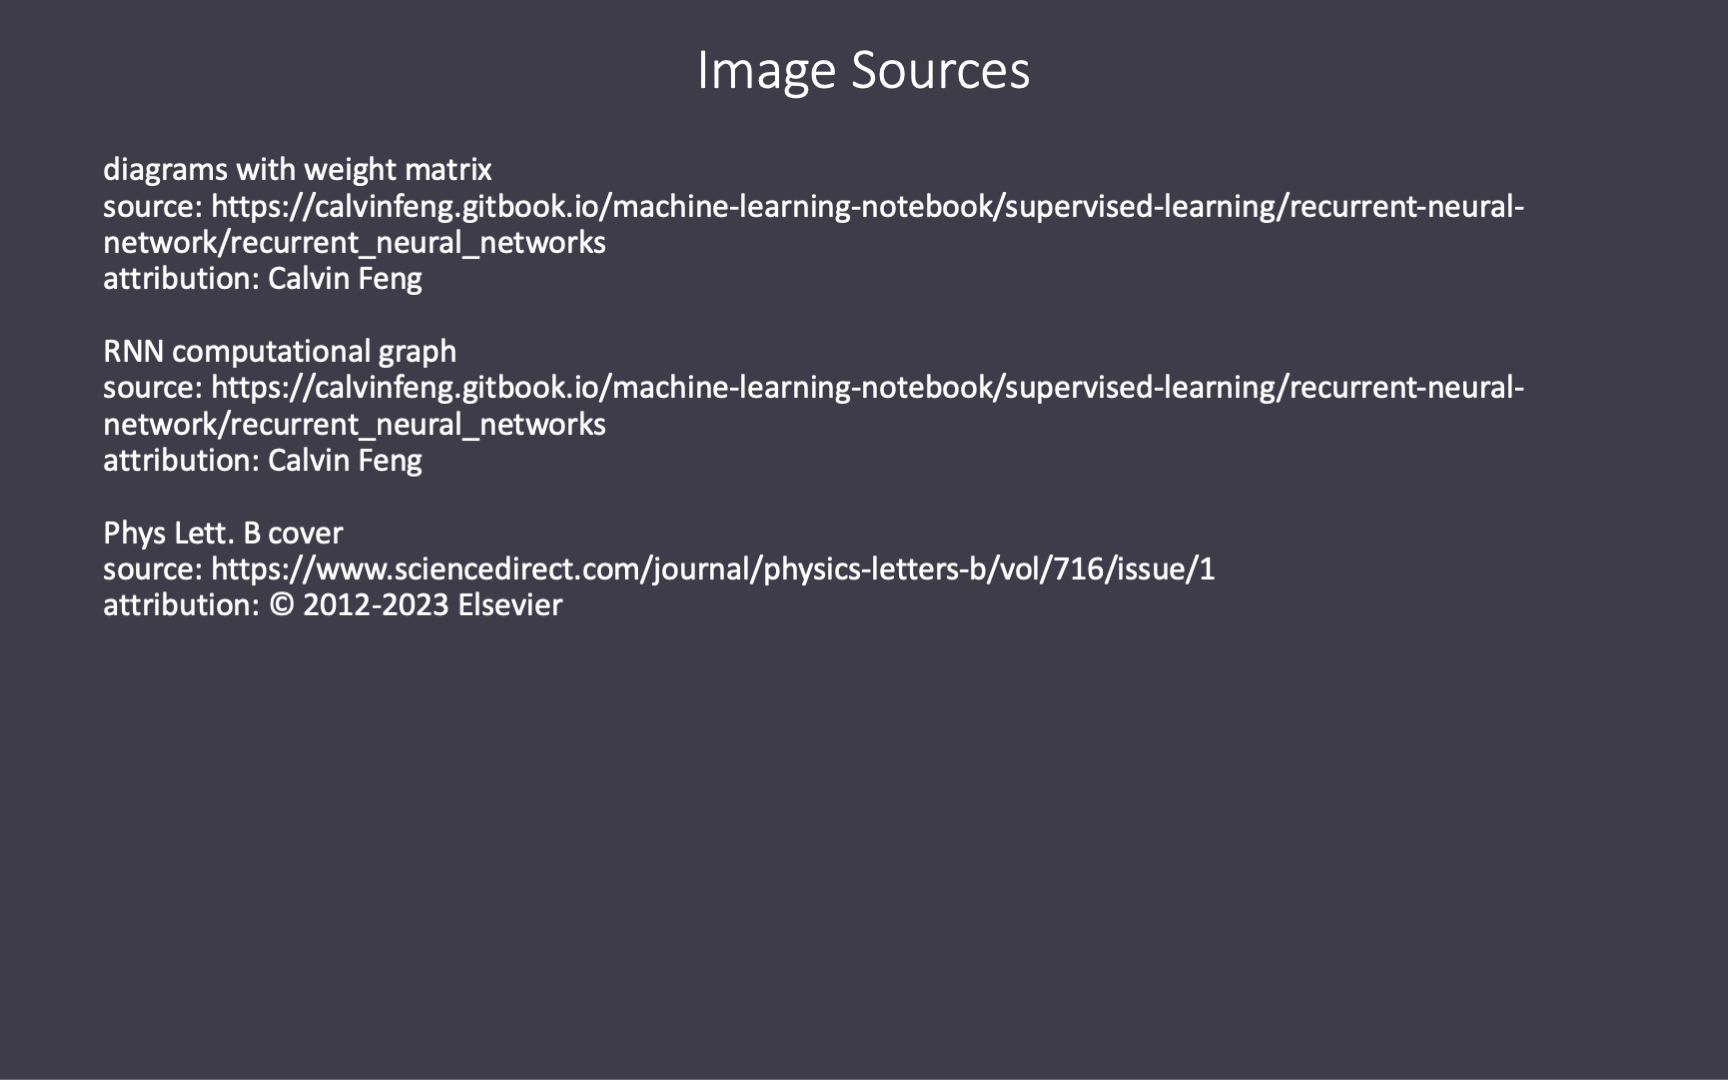 Image Sources
diagrams with weight matrix
source: https://calvinfeng.gitbook.io/machine-learning-notebook/supervised-learning/recurrent-neural-
network/recurrent_neural_networks
attribution: Calvin Feng
RNN computational graph
source: https://calvinfeng.gitbook.io/machine-learning-notebook/supervised-learning/recurrent-neural-
network/recurrent_neural_networks
attribution: Calvin Feng
Phys Lett. B cover
source: https://www.sciencedirect.com/journal/physics-letters-b/vol/716/issue/1
attribution: © 2012-2023 Elsevier